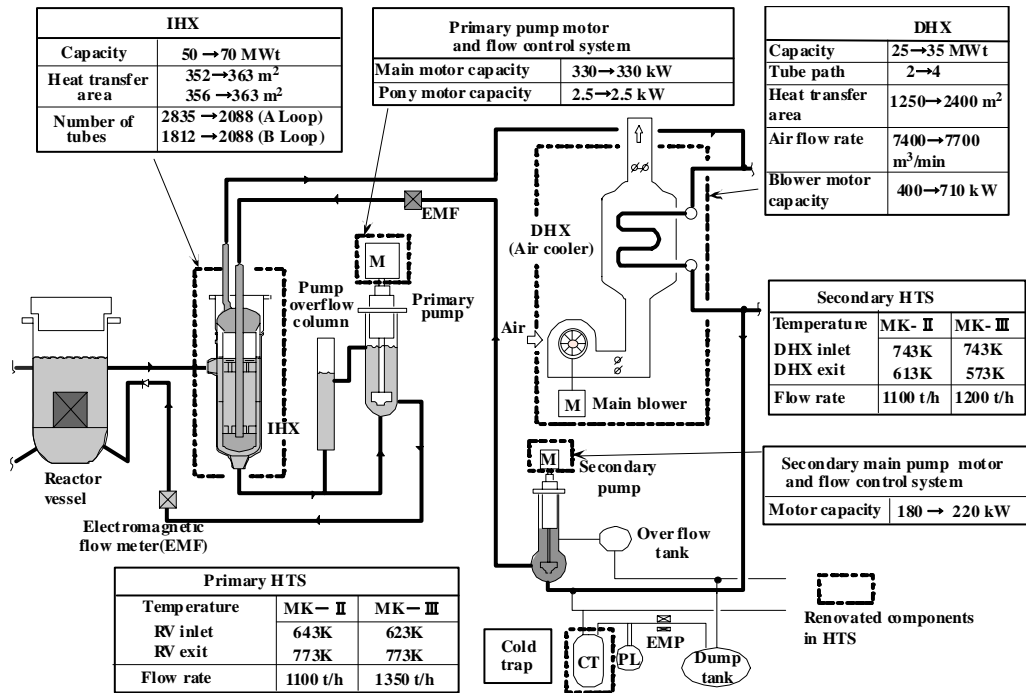 IHX
Capacity 50→70 MWt
Heat transfer area 352→363 m²
356→363 m²
Number of tubes 2835→2088 (A Loop)
1812→2088 (B Loop)
Primary pump motor
and flow control system
Main motor capacity 330→330 kW
Pony motor capacity 2.5→2.5 kW
DHX
Capacity 25→35 MWt
Tube path 2→4
Heat transfer area 1250→2400 m²
Air flow rate 7400→7700
m³/min
Blower motor capacity 400→710 kW
EMF
DHX
(Air cooler)
M
Pump
overflow
column
Primary
pump
Air
M
Main blower
IHX
Reactor
vessel
Electromagnetic
flow meter(EMF)
Secondary HTS
Temperature MK-Ⅱ MK-Ⅲ
DHX inlet 743K 743K
DHX exit 613K 573K
Flow rate 1100 t/h 1200 t/h
M
Secondary
pump
Secondary main pump motor
and flow control system
Motor capacity 180 → 220 kW
Over flow
tank
Primary HTS
Temperature MK-Ⅱ MK-Ⅲ
RV inlet 643K 623K
RV exit 773K 773K
Flow rate 1100 t/h 1350 t/h
Cold
trap
CT
PL
EMP
Dump
tank
Renovated components
in HTS